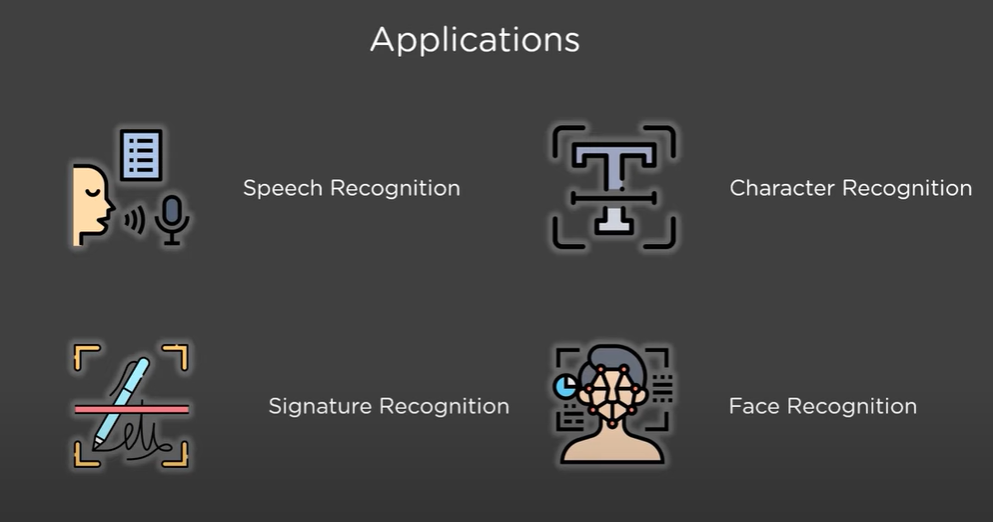 Applications
Speech Recognition
Character Recognition
Signature Recognition
Face Recognition